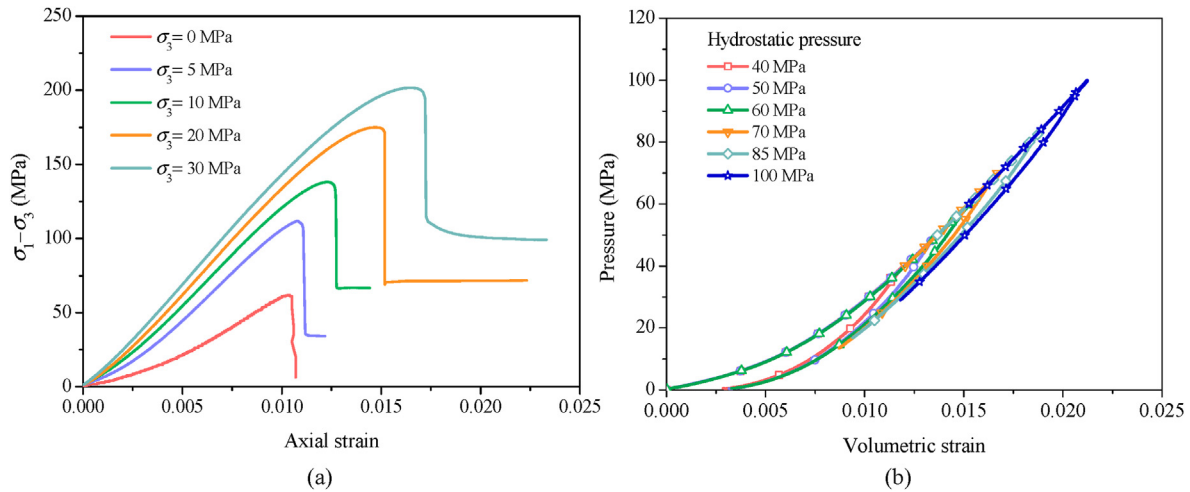 250
200
150
100
50
0
σ₁−σ₃ (MPa)
σ₃= 0 MPa
σ₃= 5 MPa
σ₃= 10 MPa
σ₃= 20 MPa
σ₃= 30 MPa
0.000 0.005 0.010 0.015 0.020 0.025
Axial strain
(a)
120
100
80
60
40
20
0
Pressure (MPa)
Hydrostatic pressure
40 MPa
50 MPa
60 MPa
70 MPa
85 MPa
100 MPa
0.000 0.005 0.010 0.015 0.020 0.025
Volumetric strain
(b)